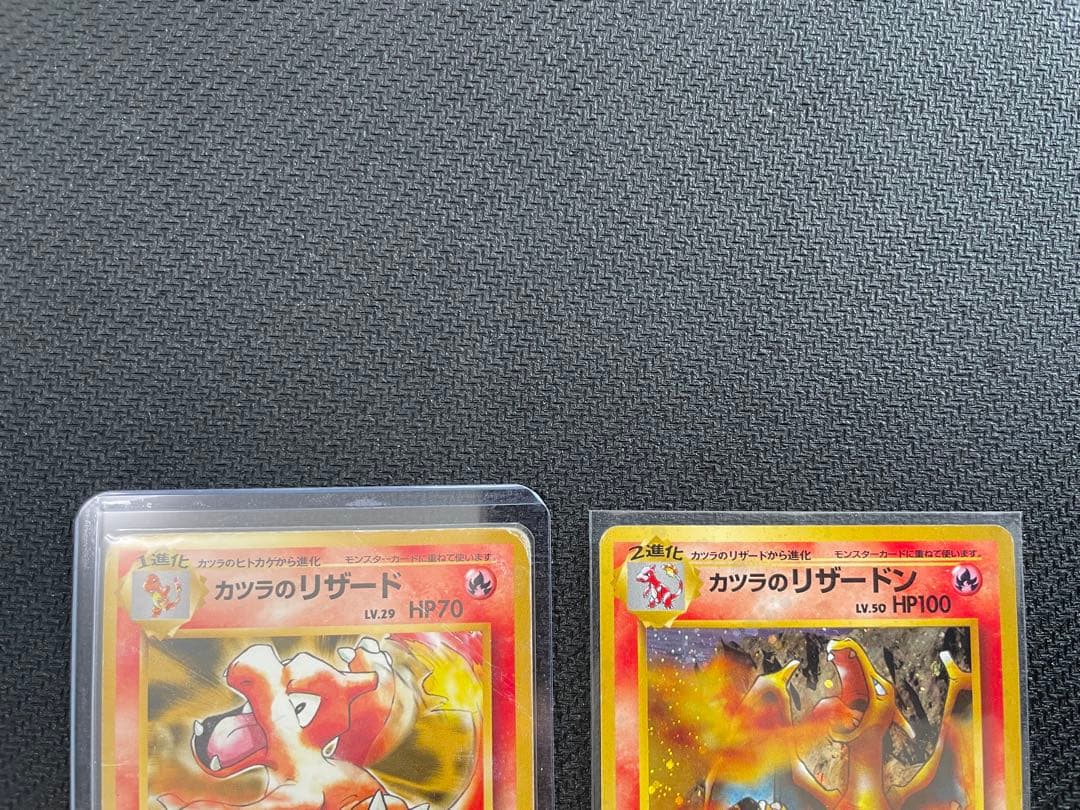 1進化 カツラのヒトカゲから進化 モンスターカードに重ねて使います。
カツラのリザード
LV.29 HP70
2進化 カツラのリザードから進化 モンスターカードに重ねて使います。
カツラのリザードン
LV.50 HP100